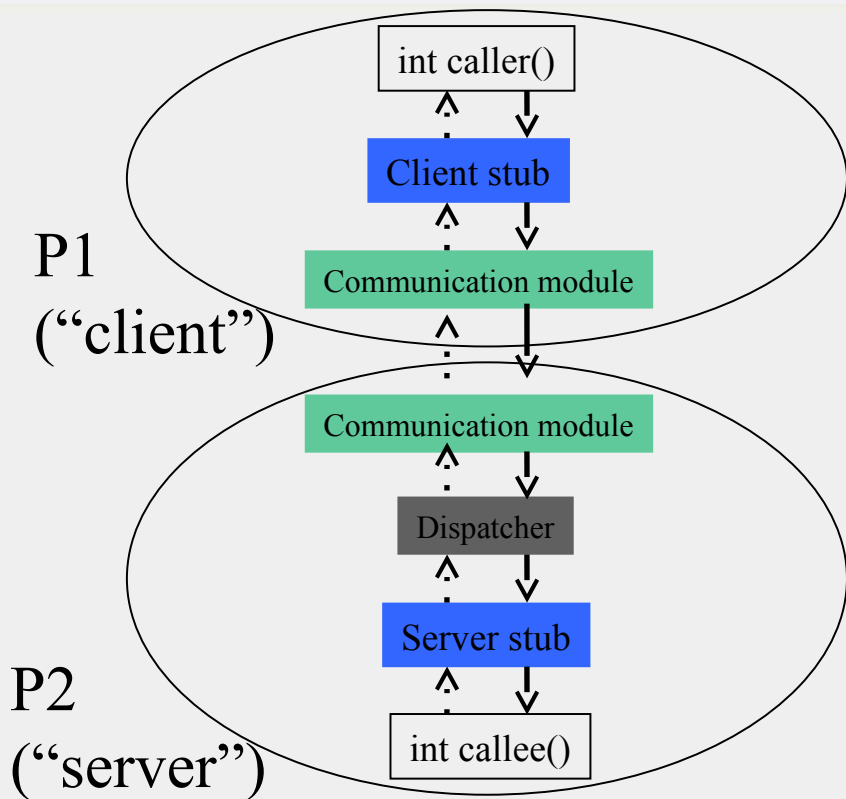 int caller()
Client stub
Communication module
P1
(“client”)
Communication module
Dispatcher
Server stub
P2
(“server”)
int callee()